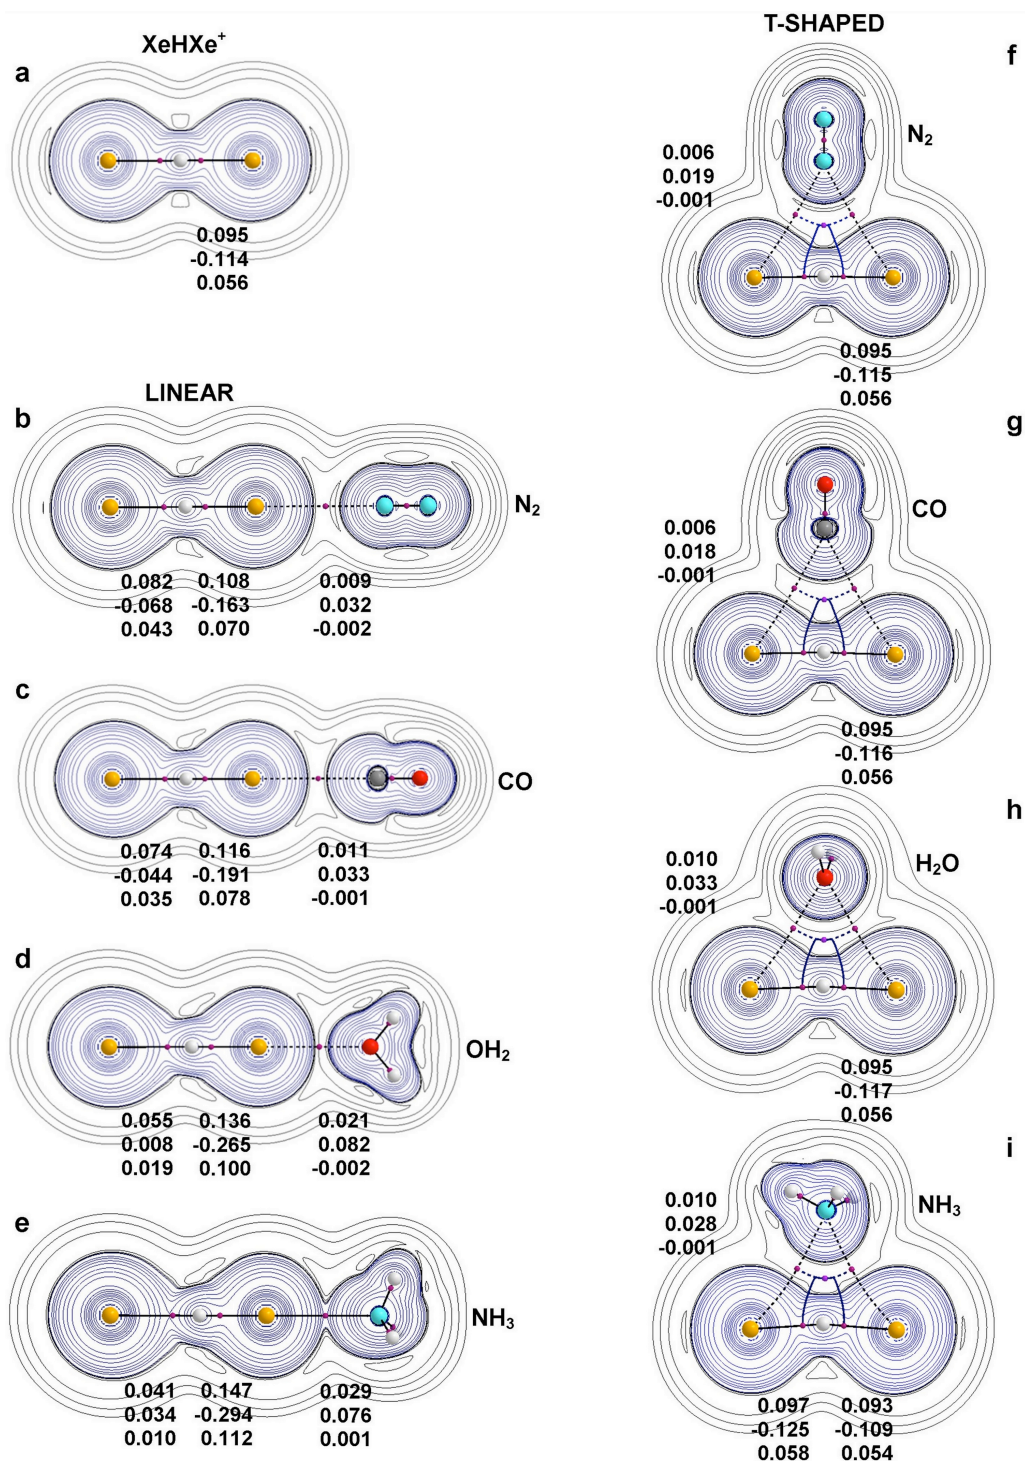 XeHXe⁺
a
0.095
-0.114
0.056
LINEAR
b
N₂
0.082 0.108 0.009
-0.068 -0.163 0.032
0.043 0.070 -0.002
c
CO
0.074 0.116 0.011
-0.044 -0.191 0.033
0.035 0.078 -0.001
d
OH₂
0.055 0.136 0.021
0.008 -0.265 0.082
0.019 0.100 -0.002
e
NH₃
0.041 0.147 0.029
0.034 -0.294 0.076
0.010 0.112 0.001
T-SHAPED
f
N₂
0.006
0.019
-0.001
0.095
-0.115
0.056
g
CO
0.006
0.018
-0.001
0.095
-0.116
0.056
h
H₂O
0.010
0.033
-0.001
0.095
-0.117
0.056
i
NH₃
0.010
0.028
-0.001
0.097 0.093
-0.125 -0.109
0.058 0.054